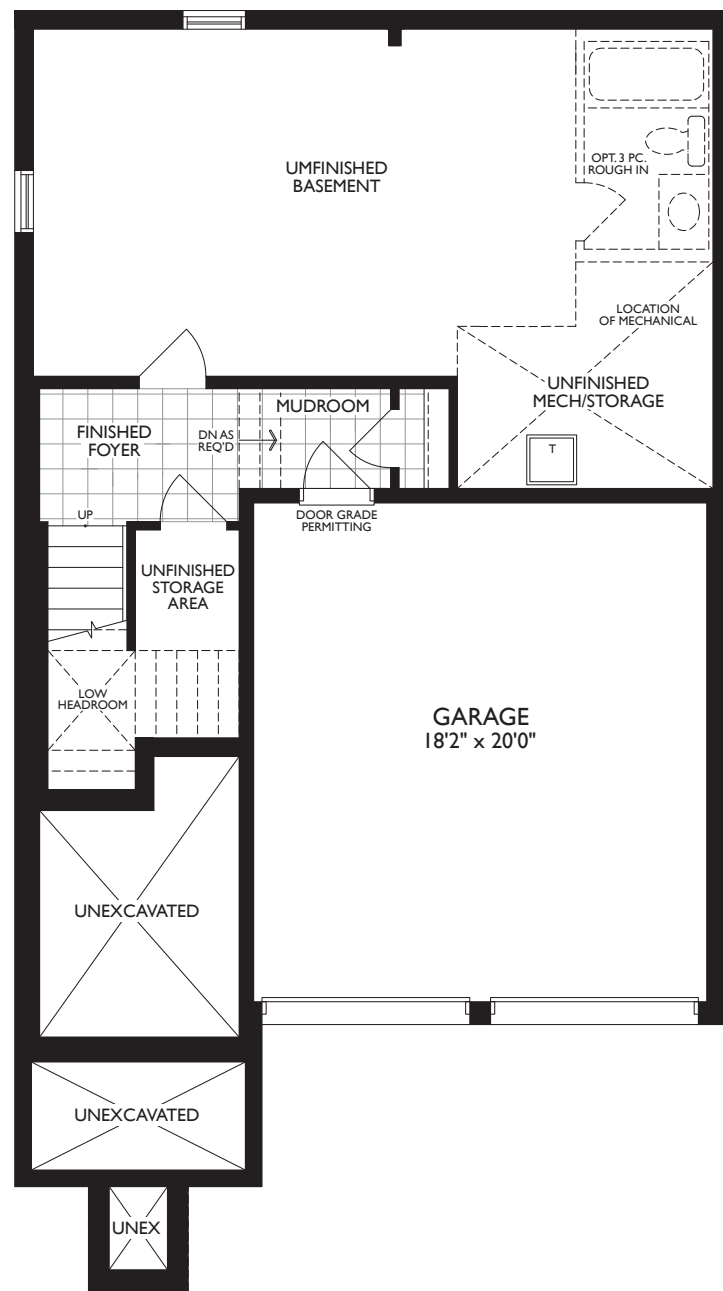 UMFINISHED
BASEMENT
OPT. 3 PC.
ROUGH IN
LOCATION
OF MECHANICAL
UNFINISHED
MECH/STORAGE
T
MUDROOM
FINISHED
FOYER
DN AS
REQ'D
UP
DOOR GRADE
PERMITTING
UNFINISHED
STORAGE
AREA
LOW
HEADROOM
GARAGE
18'2" x 20'0"
UNEXCAVATED
UNEXCAVATED
UNEX